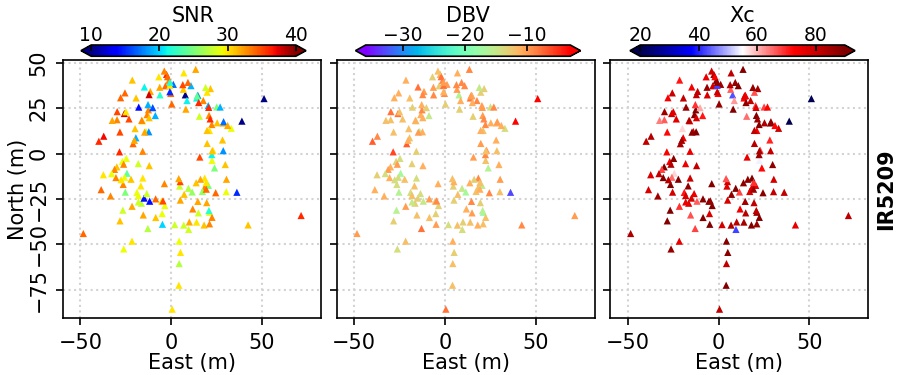 SNR DBV Xc
10 20 30 40 −30 −20 −10 20 40 60 80
50
25
0
−25
−50
−75
North (m)
IR5209
−50 0 50 −50 0 50 −50 0 50
East (m) East (m) East (m)